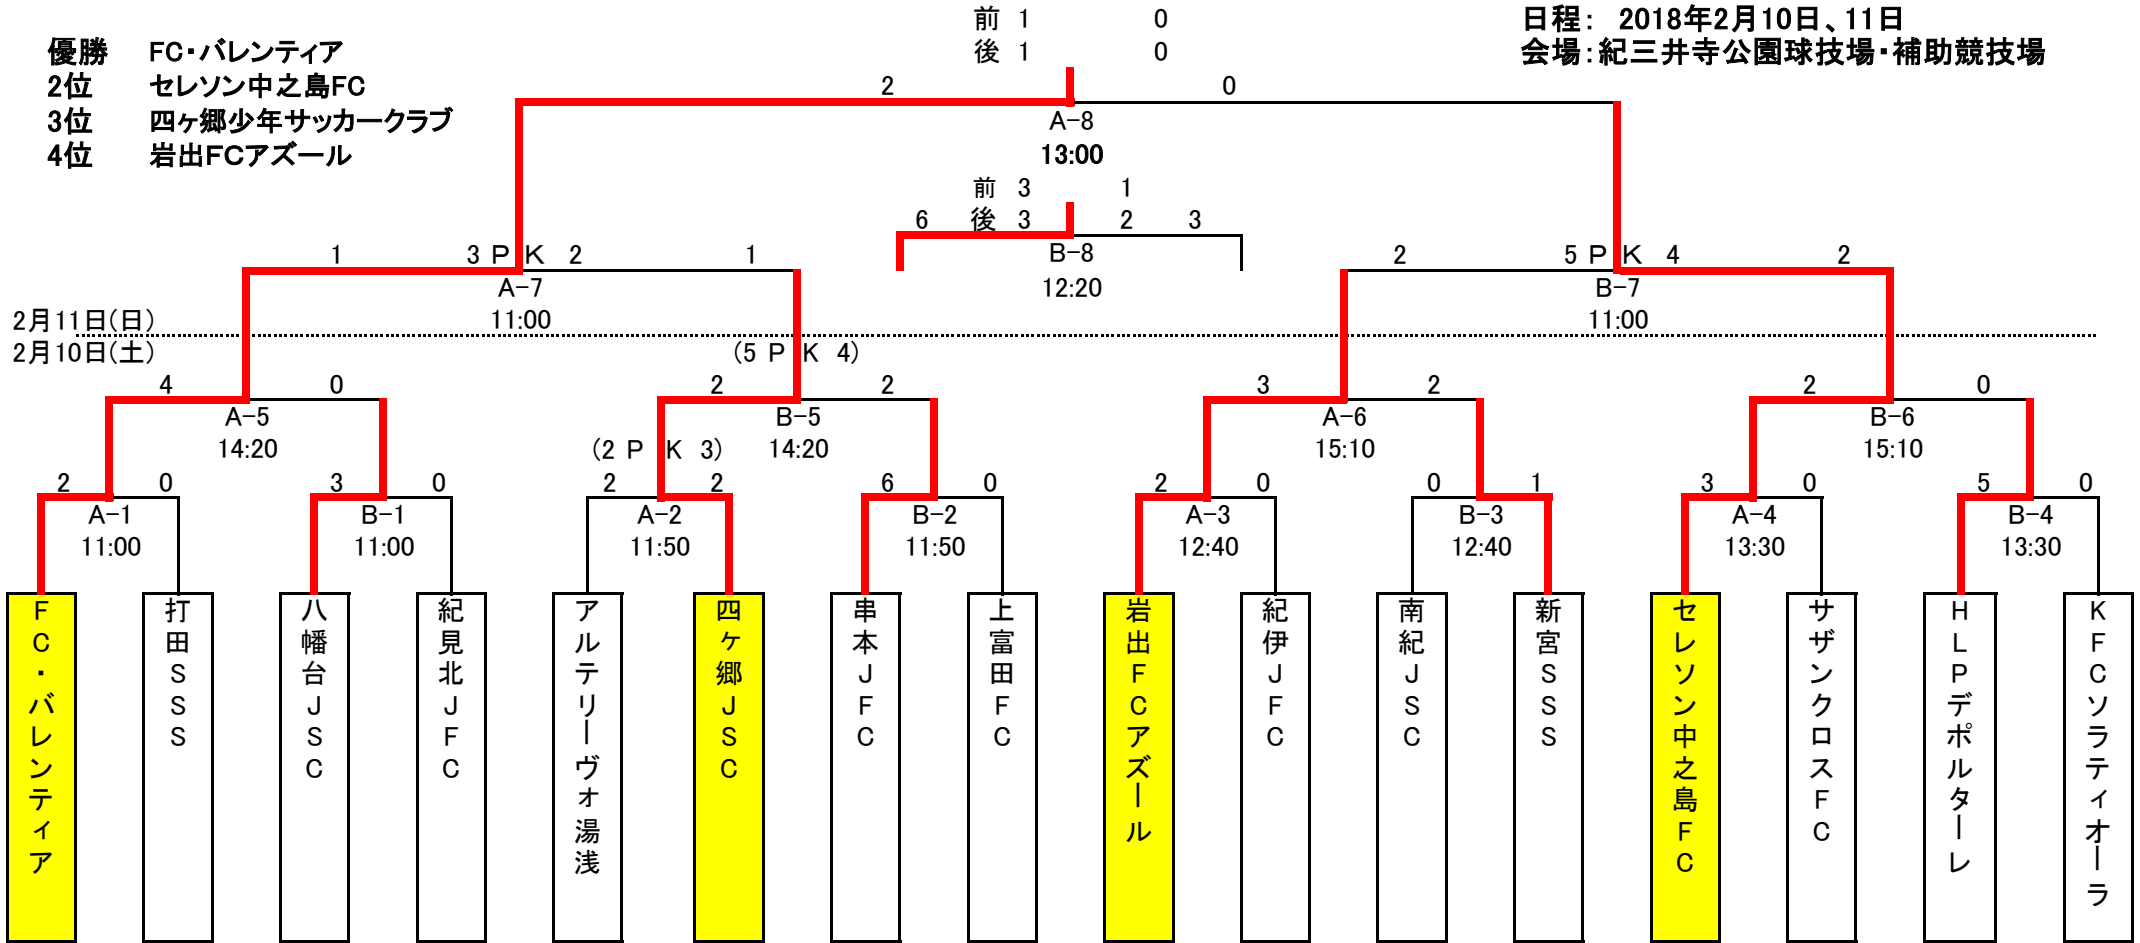 前 1 0
日程： 2018年2月10日、11日
優勝 FC・バレンティア
後 1 0
会場：紀三井寺公園球技場・補助競技場
2位 セレソン中之島FC
2 0
3位 四ヶ郷少年サッカークラブ
A-8
4位 岩出FCアズール
13:00
前 3 1
6 後 3 2 3
1 3 P K 2 1
B-8
2 5 P K 4 2
A-7
12:20
B-7
2月11日(日)
11:00
11:00
2月10日(土)
(5 P K 4)
4 0
2 2
3 2
2 0
A-5
B-5
A-6
B-6
14:20
(2 P K 3)
14:20
15:10
15:10
2 0
3 0
2 2
6 0
2 0
0 1
3 0
5 0
A-1
B-1
A-2
B-2
A-3
B-3
A-4
B-4
11:00
11:00
11:50
11:50
12:40
12:40
13:30
13:30
FC・バレンティア
打田SSS
八幡台JSC
紀見北JFC
アルテリーヴォ湯浅
四ヶ郷JSC
串本JFC
上富田FC
岩出FCアズール
紀伊JFC
南紀JSC
新宮SSS
セレソン中之島FC
サザンクロスFC
HLPデポルターレ
KFCソラティオーラ